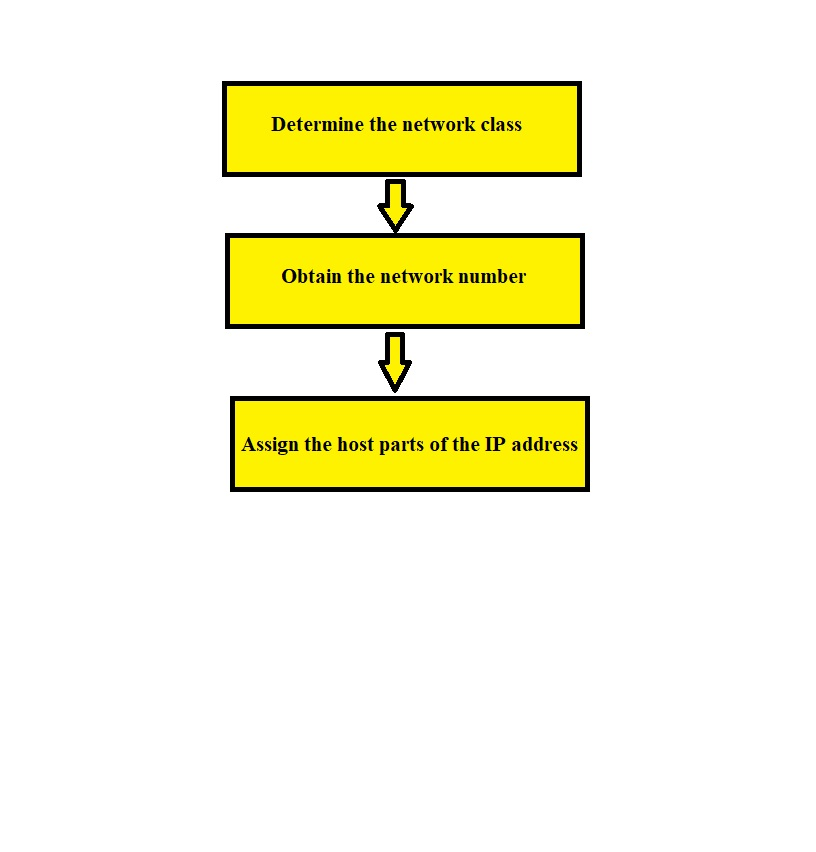 Determine the network class
Obtain the network number
Assign the host parts of the IP address